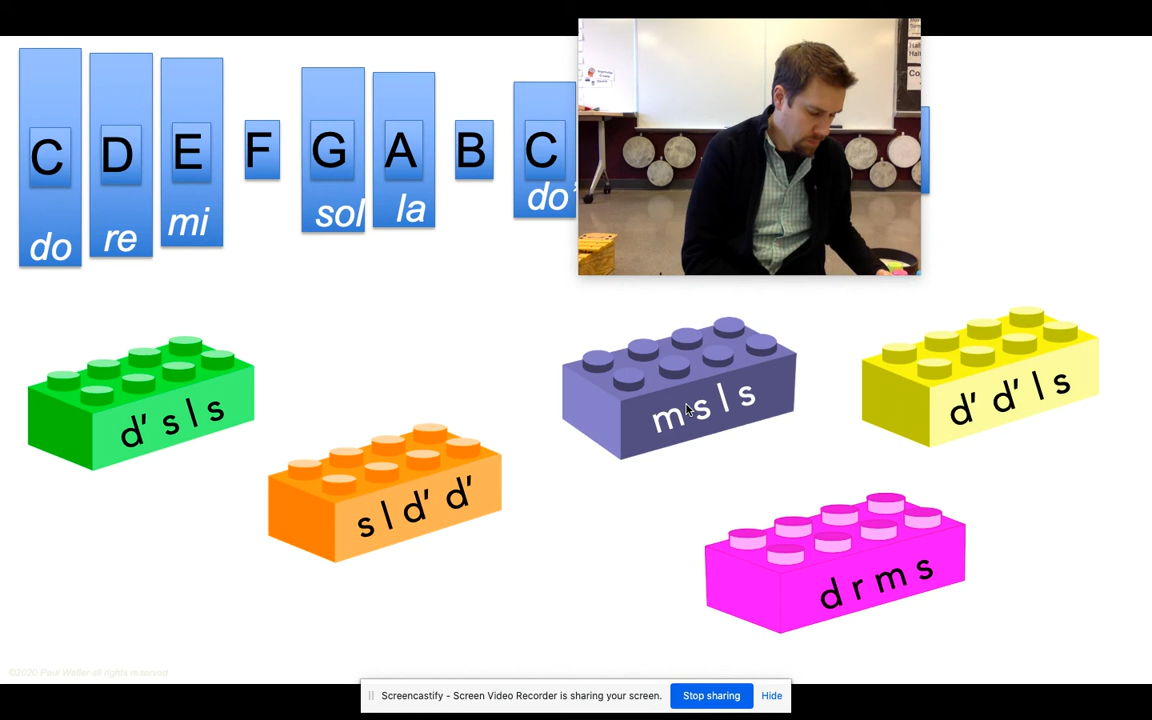 C D E F G A B C
do re mi sol la do'
d' s l s
m s l s
d' d' l s
s l d' d'
d r m s
©2020 Paul Weller all rights reserved
Screencastify - Screen Video Recorder is sharing your screen. Stop sharing Hide